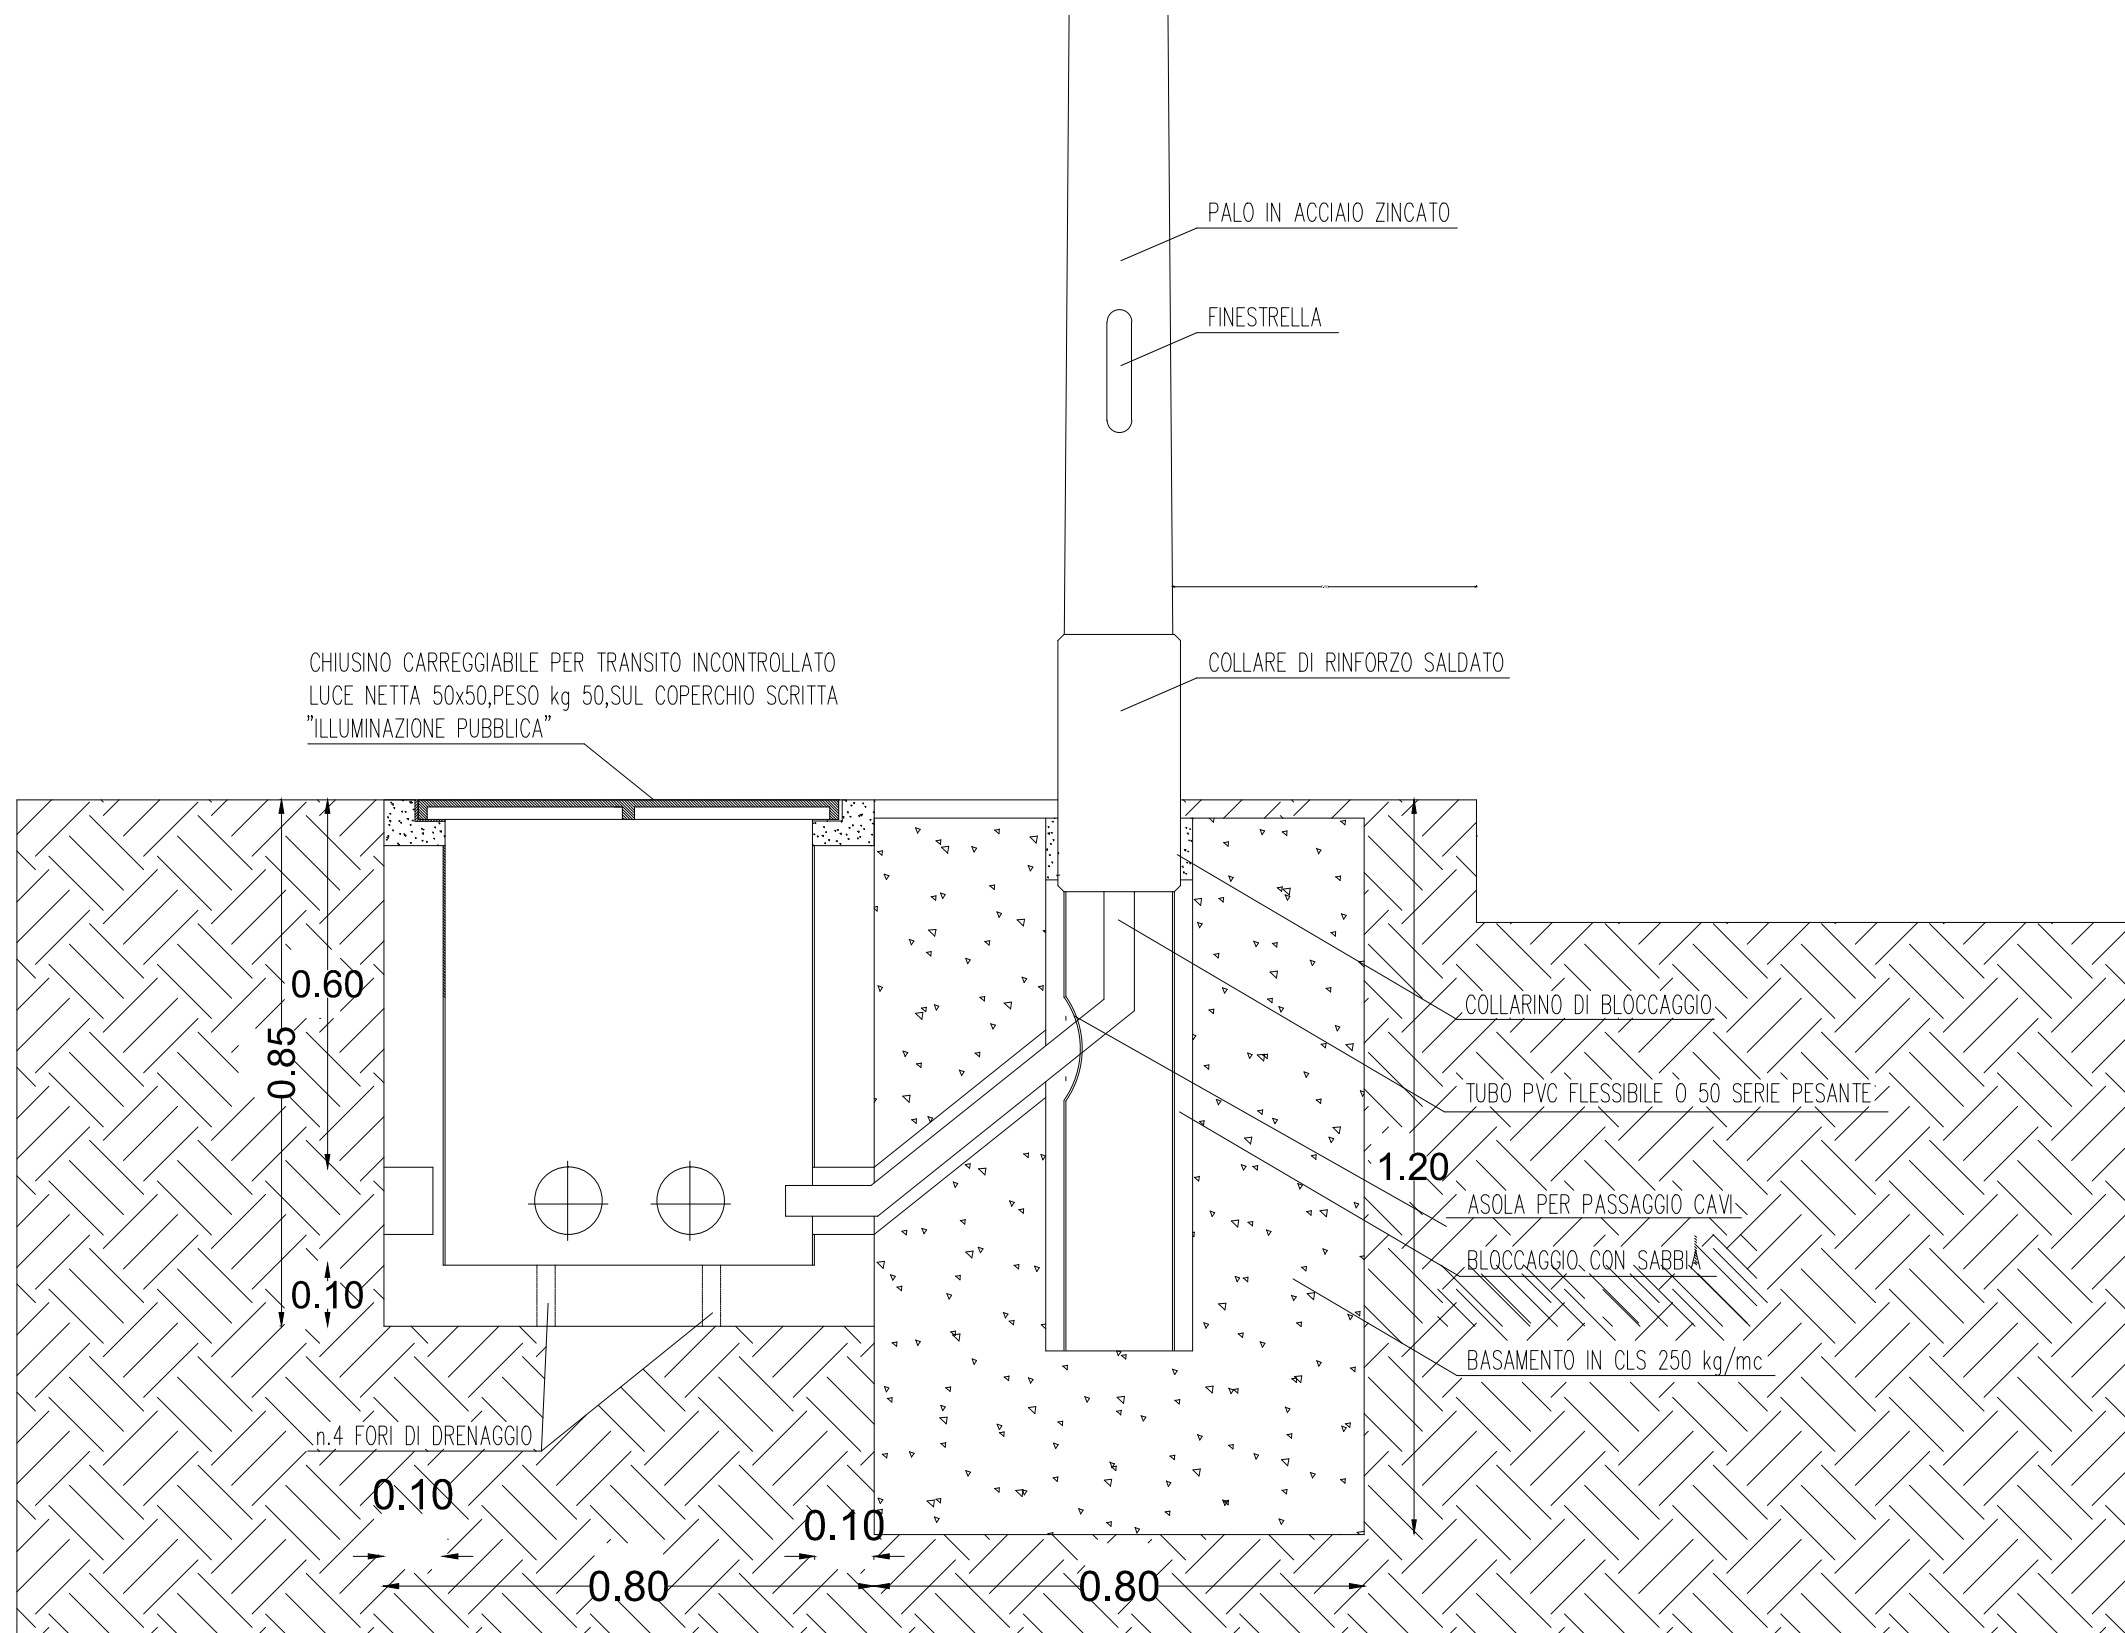 PALO IN ACCIAIO ZINCATO
FINESTRELLA
CHIUSINO CARREGGIABILE PER TRANSITO INCONTROLLATO
LUCE NETTA 50x50,PESO kg 50,SUL COPERCHIO SCRITTA
"ILLUMINAZIONE PUBBLICA"
COLLARE DI RINFORZO SALDATO
0.60
0.85
COLLARINO DI BLOCCAGGIO
TUBO PVC FLESSIBILE O 50 SERIE PESANTE
1.20
ASOLA PER PASSAGGIO CAVI
BLOCCAGGIO CON SABBIA
0.10
BASAMENTO IN CLS 250 kg/mc
n.4 FORI DI DRENAGGIO
0.10
0.10
0.80
0.80